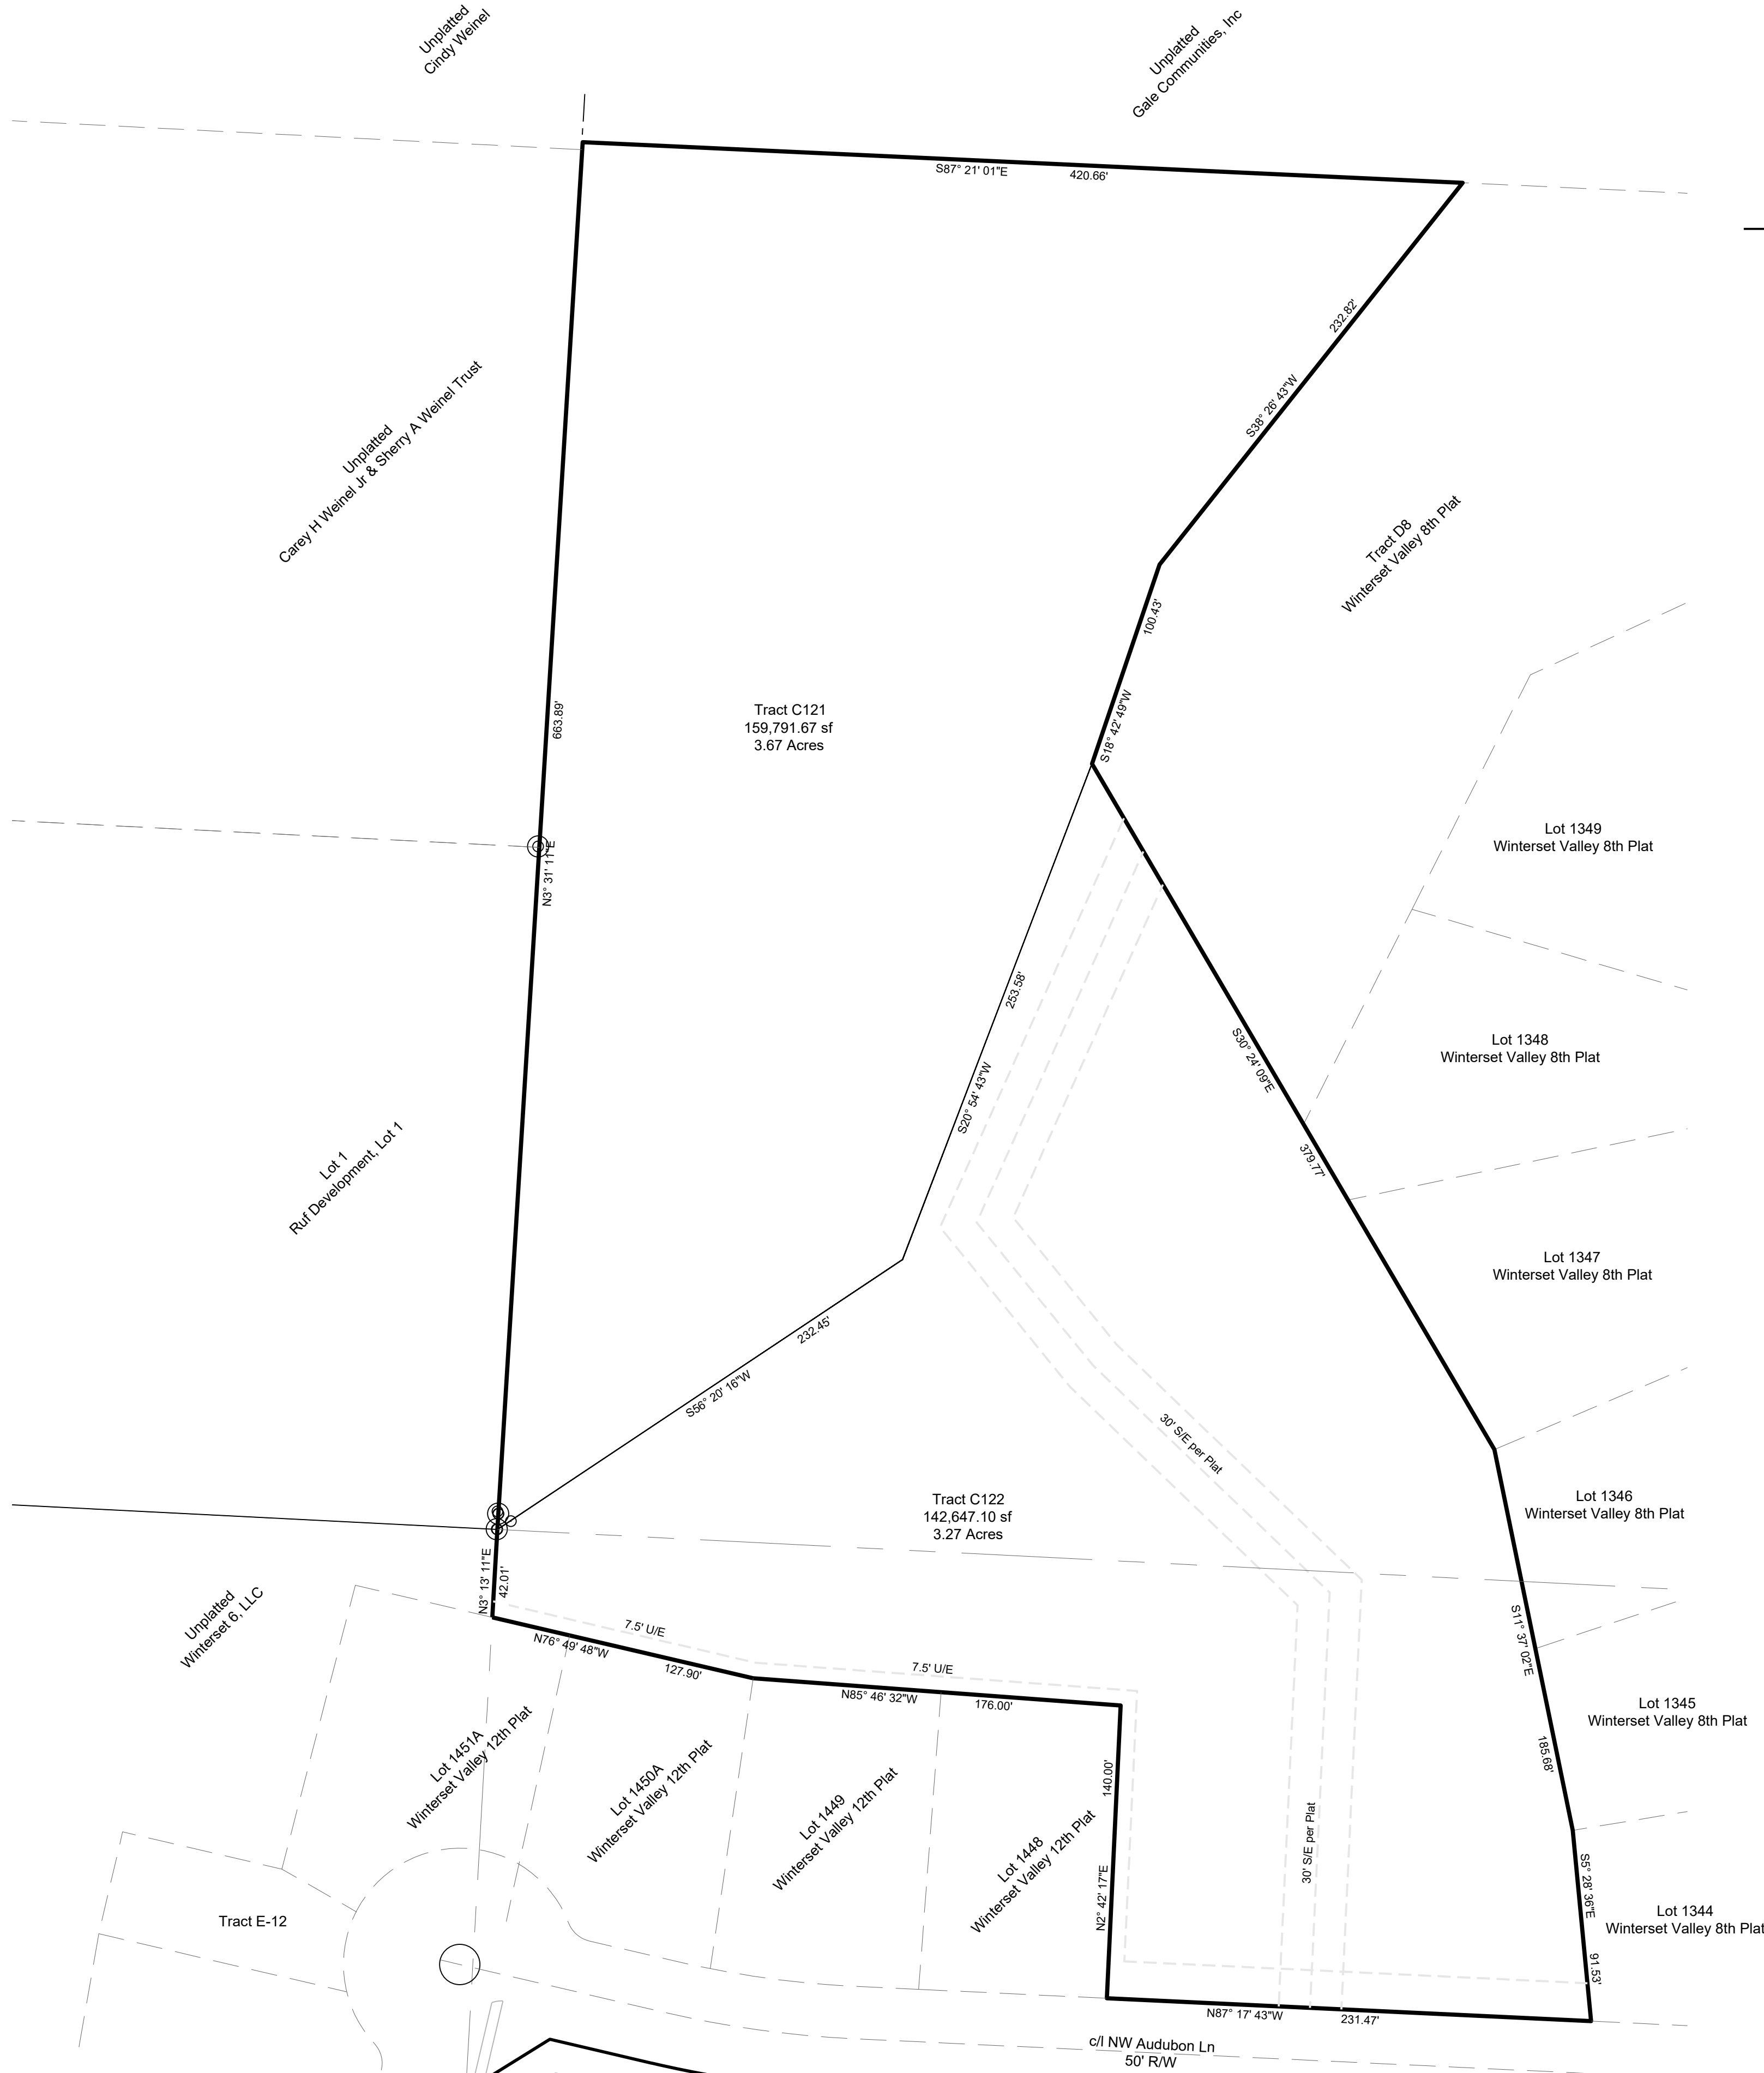 Unplatted
Cindy Weinel
Unplatted
Gale Communities, Inc
S87° 21' 01"E
420.66'
232.82'
S38° 26' 43"W
Unplatted
Carey H Weinel Jr & Sherry A Weinel Trust
Tract D8
Winterset Valley 8th Plat
100.43'
S18° 42' 49"W
663.89'
N3° 31' 11"E
Tract C121
159,791.67 sf
3.67 Acres
Lot 1349
Winterset Valley 8th Plat
253.58'
S20° 54' 43"W
S30° 24' 09"E
379.77'
Lot 1348
Winterset Valley 8th Plat
Lot 1
Ruf Development, Lot 1
Lot 1347
Winterset Valley 8th Plat
232.45'
S56° 20' 16"W
30' S/E per Plat
Tract C122
142,647.10 sf
3.27 Acres
Lot 1346
Winterset Valley 8th Plat
N3° 13' 11"E
42.01'
Unplatted
Winterset 6, LLC
7.5' U/E
N76° 49' 48"W
127.90'
7.5' U/E
N85° 46' 32"W
176.00'
S11° 37' 02"E
185.68'
Lot 1345
Winterset Valley 8th Plat
Lot 1451A
Winterset Valley 12th Plat
Lot 1450A
Winterset Valley 12th Plat
Lot 1449
Winterset Valley 12th Plat
Lot 1448
Winterset Valley 12th Plat
140.00'
N2° 42' 17"E
30' S/E per Plat
S5° 28' 36"E
91.53'
Lot 1344
Winterset Valley 8th Plat
Tract E-12
N87° 17' 43"W
231.47'
c/l NW Audubon Ln
50' R/W